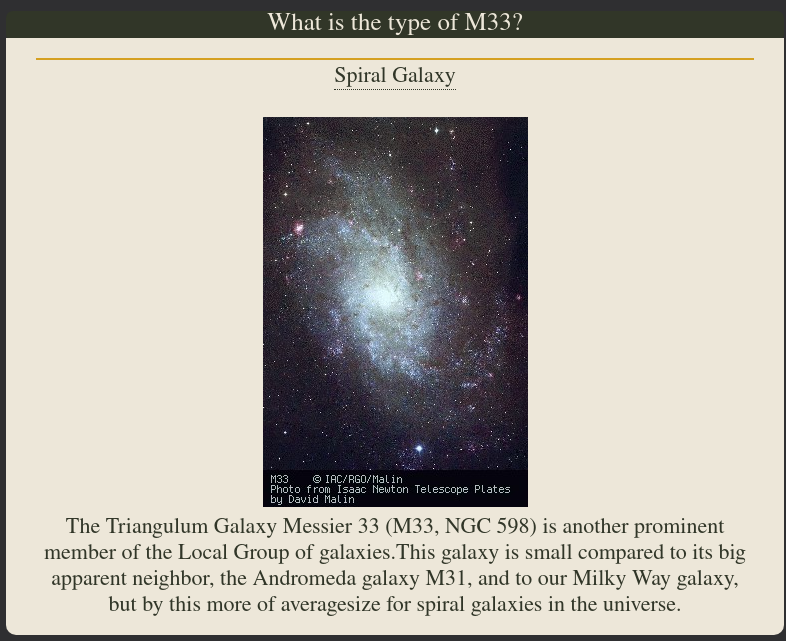 What is the type of M33?
Spiral Galaxy
M33 © IAC/RGO/Malin
Photo from Isaac Newton Telescope Plates
by David Malin
The Triangulum Galaxy Messier 33 (M33, NGC 598) is another prominent
member of the Local Group of galaxies.This galaxy is small compared to its big
apparent neighbor, the Andromeda galaxy M31, and to our Milky Way galaxy,
but by this more of averagesize for spiral galaxies in the universe.